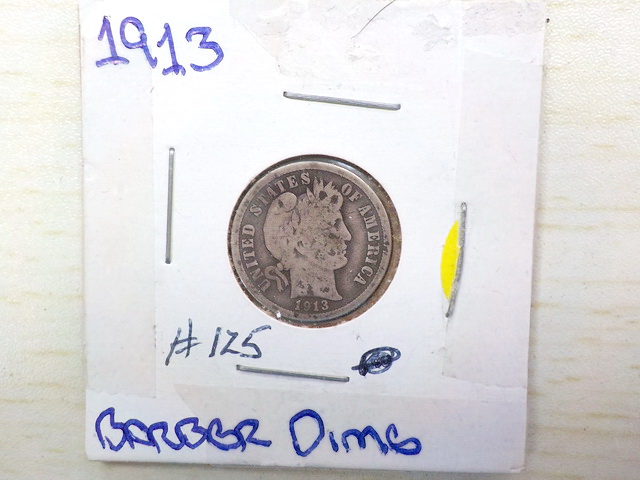 1913
UNITED STATES OF AMERICA
1913
#125
BARBER DIME